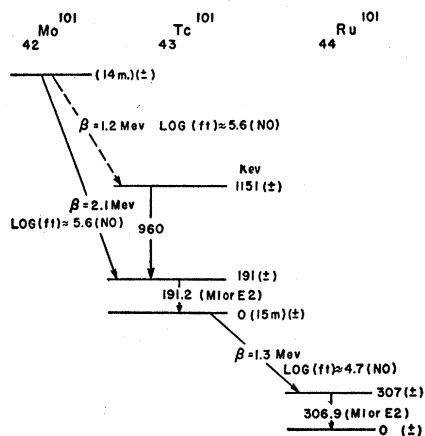 Mo 101 Tc 101 Ru 101
42 43 44
(14m.)(±)
β=1.2 Mev LOG (ft)≈5.6(NO)
Kev
1151(±)
β=2.1Mev
LOG(ft)≈5.6(NO)
960
191(±)
191.2 (M1 or E2)
0(15m)(±)
β=1.3 Mev
LOG(ft)≈4.7(NO)
307(±)
306.9(M1 or E2)
0 (±)